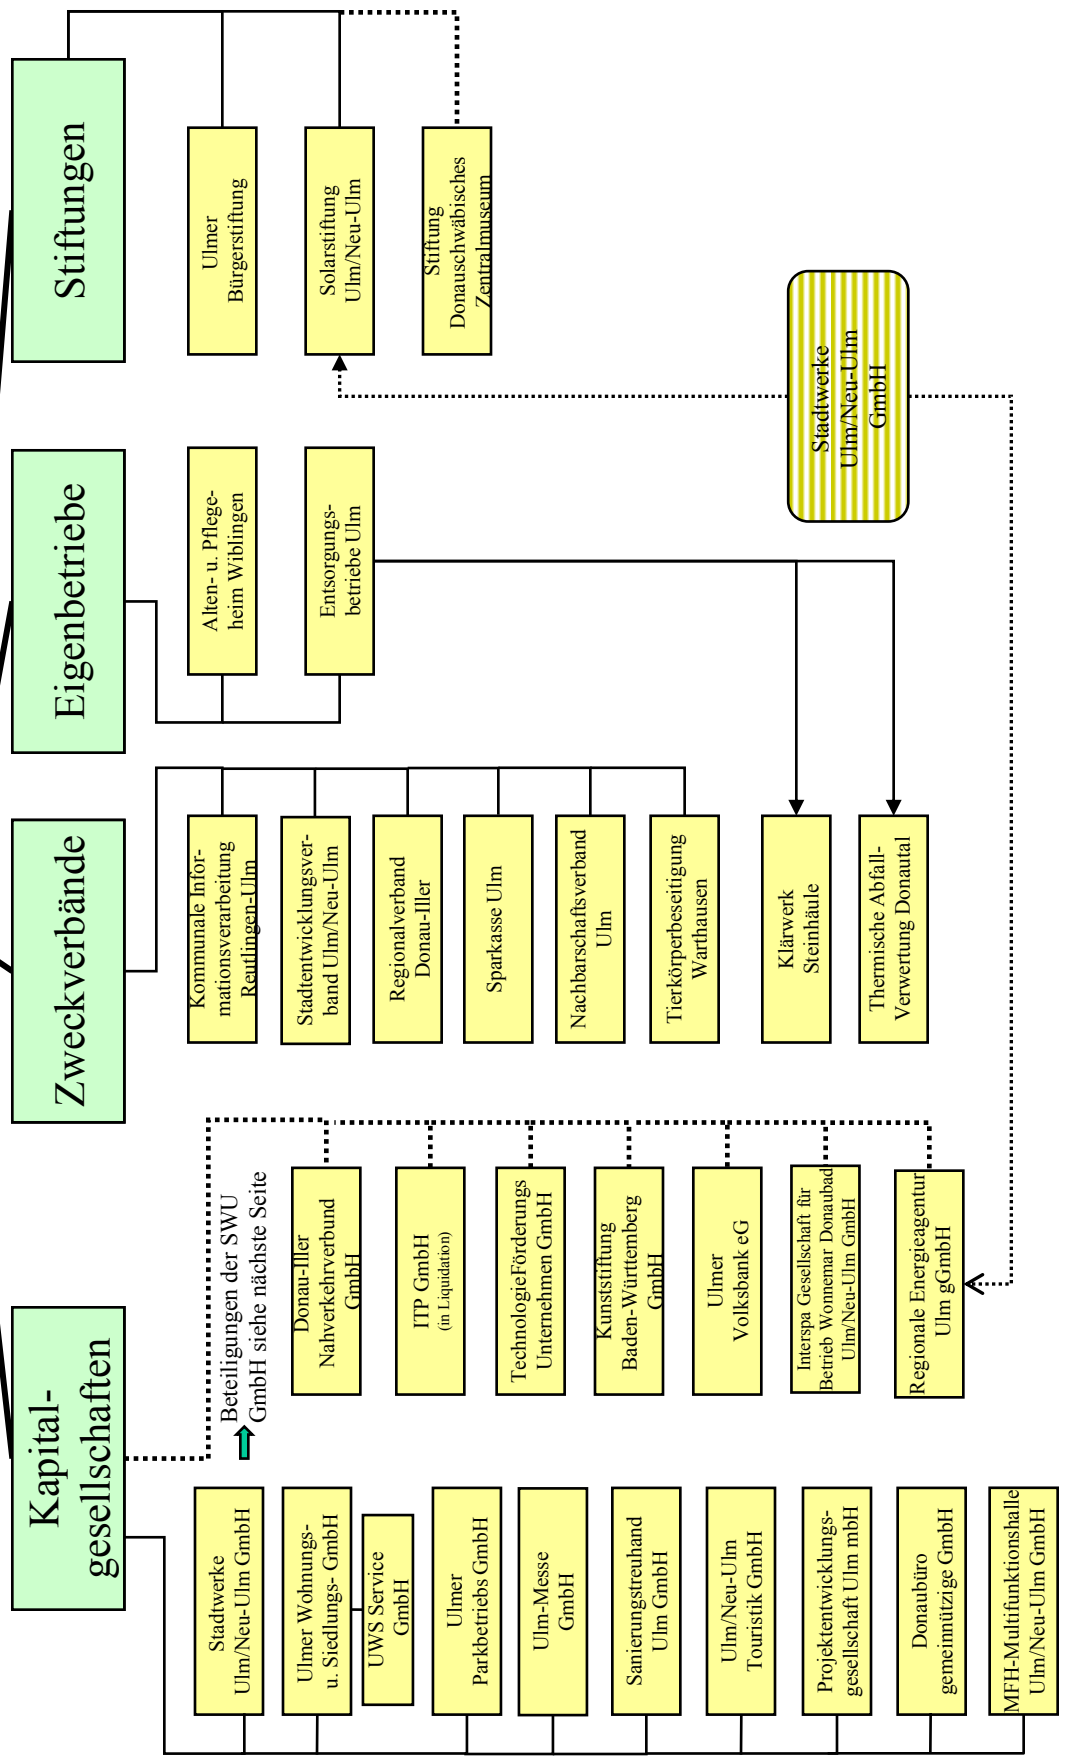 Kapital-
gesellschaften
Stadtwerke
Ulm/Neu-Ulm GmbH
Ulmer Wohnungs-
u. Siedlungs- GmbH
UWS Service
GmbH
Ulmer
Parkbetriebs GmbH
Ulm-Messe
GmbH
Sanierungstreuhand
Ulm GmbH
Ulm/Neu-Ulm
Touristik GmbH
Projektentwicklungs-
gesellschaft Ulm mbH
Donaubüro
gemeinnützige GmbH
MFH-Multifunktionshalle
Ulm/Neu-Ulm GmbH
Beteiligungen der SWU
GmbH siehe nächste Seite
Donau-Iller
Nahverkehrverbund
GmbH
ITP GmbH
(in Liquidation)
TechnologieFörderungs
Unternehmen GmbH
Kunststiftung
Baden-Württemberg
GmbH
Ulmer
Volksbank eG
Interspa Gesellschaft für
Betrieb Wonnemar Donaubad
Ulm/Neu-Ulm GmbH
Regionale Energieagentur
Ulm gGmbH
Zweckverbände
Kommunale Infor-
mationsverarbeitung
Reutlingen-Ulm
Stadtentwicklungsver-
band Ulm/Neu-Ulm
Regionalverband
Donau-Iller
Sparkasse Ulm
Nachbarschaftsverband
Ulm
Tierkörperbeseitigung
Warthausen
Klärwerk
Steinhäule
Thermische Abfall-
Verwertung Donautal
Eigenbetriebe
Alten- u. Pflege-
heim Wiblingen
Entsorgungs-
betriebe Ulm
Stiftungen
Ulmer
Bürgerstiftung
Solarstiftung
Ulm/Neu-Ulm
Stiftung
Donauschwäbisches
Zentralmuseum
Stadtwerke
Ulm/Neu-Ulm
GmbH